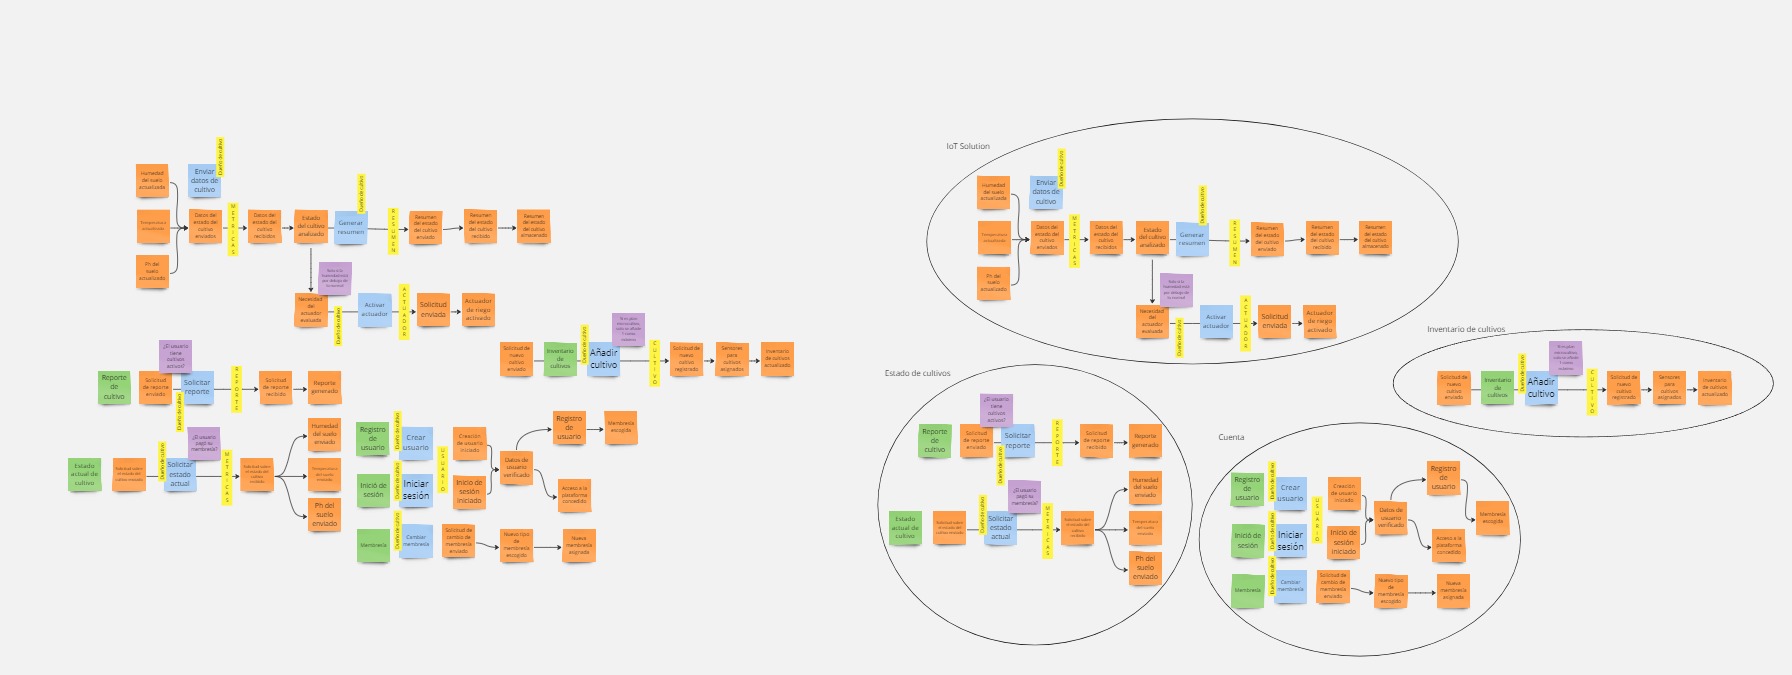 Humedad
del suelo
actualizada
Enviar
datos de
cultivo
Dueño de cultivo
Temperatura
actualizada
Datos del
estado del
cultivo
enviados
METRICAS
Datos del
estado del
cultivo
recibidos
Estado
del cultivo
analizado
Generar
resumen
Dueño de cultivo
RESUMEN
Resumen
del estado
del cultivo
enviado
Resumen
del estado
del cultivo
recibido
Resumen
del estado
del cultivo
almacenado
Ph del
suelo
actualizado
Necesidad
del
actuador
evaluada
Dueño de cultivo
Activar
actuador
ACTUADOR
Solicitud
enviada
Actuador
de riego
activado
Solicitud de
nuevo
cultivo
enviado
Inventario
de
cultivos
Dueño de cultivo
Añadir
cultivo
CULTIVO
Solicitud de
nuevo
cultivo
registrado
Sensores
para
cultivos
asignados
Inventario
de cultivos
actualizado
¿El usuario
tiene
cultivos
activos?
Reporte
de
cultivo
Solicitud
de reporte
enviado
Solicitar
reporte
Dueño de cultivo
REPORTE
Solicitud
de reporte
recibido
Reporte
generado
¿El usuario
pagó su
membresía?
Estado
actual de
cultivo
Solicitud sobre
el estado del
cultivo enviado
Dueño de cultivo
Solicitar
estado
actual
METRICAS
Solicitud sobre
el estado del
cultivo
recibido
Humedad
del suelo
enviado
Temperatura
del suelo
enviado
Ph del
suelo
enviado
Registro
de
usuario
Dueño de cultivo
Crear
usuario
USUARIO
Creación
de usuario
iniciado
Inició de
sesión
Dueño de cultivo
Iniciar
sesión
Inicio de
sesión
iniciado
Datos de
usuario
verificado
Registro
de
usuario
Membresía
escogida
Acceso a la
plataforma
concedido
Membresía
Dueño de cultivo
Cambiar
membresía
Solicitud de
cambio de
membresía
enviado
Nuevo tipo
de
membresía
escogido
Nueva
membresía
asignada
IoT Solution
Humedad
del suelo
actualizada
Enviar
datos de
cultivo
Dueño de cultivo
Temperatura
actualizada
Datos del
estado del
cultivo
enviados
METRICAS
Datos del
estado del
cultivo
recibidos
Estado
del cultivo
analizado
Generar
resumen
Dueño de cultivo
RESUMEN
Resumen
del estado
del cultivo
enviado
Resumen
del estado
del cultivo
recibido
Resumen
del estado
del cultivo
almacenado
Ph del
suelo
actualizado
Necesidad
del
actuador
evaluada
Dueño de cultivo
Activar
actuador
ACTUADOR
Solicitud
enviada
Actuador
de riego
activado
Inventario de cultivos
Solicitud de
nuevo
cultivo
enviado
Inventario
de
cultivos
Dueño de cultivo
Añadir
cultivo
CULTIVO
Solicitud de
nuevo
cultivo
registrado
Sensores
para
cultivos
asignados
Inventario
de cultivos
actualizado
Estado de cultivos
¿El usuario
tiene
cultivos
activos?
Reporte
de
cultivo
Solicitud
de reporte
enviado
Solicitar
reporte
Dueño de cultivo
REPORTE
Solicitud
de reporte
recibido
Reporte
generado
¿El usuario
pagó su
membresía?
Estado
actual de
cultivo
Solicitud sobre
el estado del
cultivo enviado
Dueño de cultivo
Solicitar
estado
actual
METRICAS
Solicitud sobre
el estado del
cultivo
recibido
Humedad
del suelo
enviado
Temperatura
del suelo
enviado
Ph del
suelo
enviado
Cuenta
Registro
de
usuario
Dueño de cultivo
Crear
usuario
USUARIO
Creación
de usuario
iniciado
Inició de
sesión
Dueño de cultivo
Iniciar
sesión
Inicio de
sesión
iniciado
Datos de
usuario
verificado
Registro
de
usuario
Membresía
escogida
Acceso a la
plataforma
concedido
Membresía
Dueño de cultivo
Cambiar
membresía
Solicitud de
cambio de
membresía
enviado
Nuevo tipo
de
membresía
escogido
Nueva
membresía
asignada